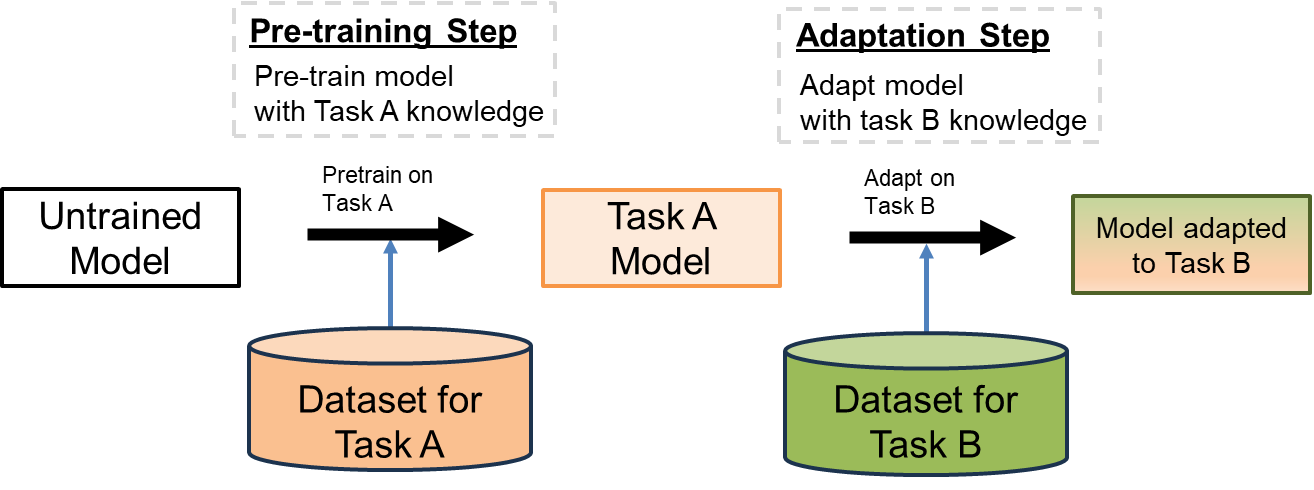 Pre-training Step
Pre-train model
with Task A knowledge
Adaptation Step
Adapt model
with task B knowledge
Untrained
Model
Pretrain on
Task A
Task A
Model
Adapt on
Task B
Model adapted
to Task B
Dataset for
Task A
Dataset for
Task B